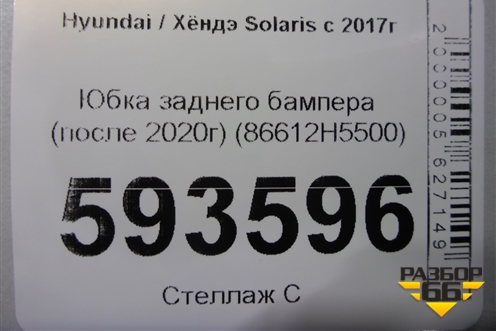 Hyundai / Хёндэ Solaris с 2017г
Юбка заднего бампера
(после 2020г) (86612H5500)
593596
Стеллаж С
2000005627149
РАЗБОР
66